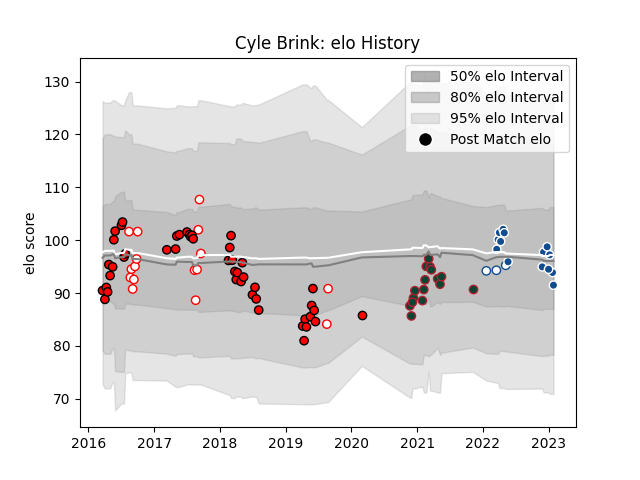 Cyle Brink: elo History
50% elo Interval
80% elo Interval
95% elo Interval
Post Match elo
elo score
130
120
110
100
90
80
70
2016 2017 2018 2019 2020 2021 2022 2023